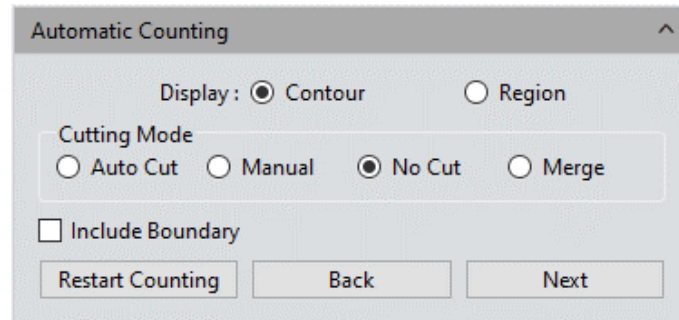 Automatic Counting
Display : Contour Region
Cutting Mode
Auto Cut Manual No Cut Merge
Include Boundary
Restart Counting Back Next